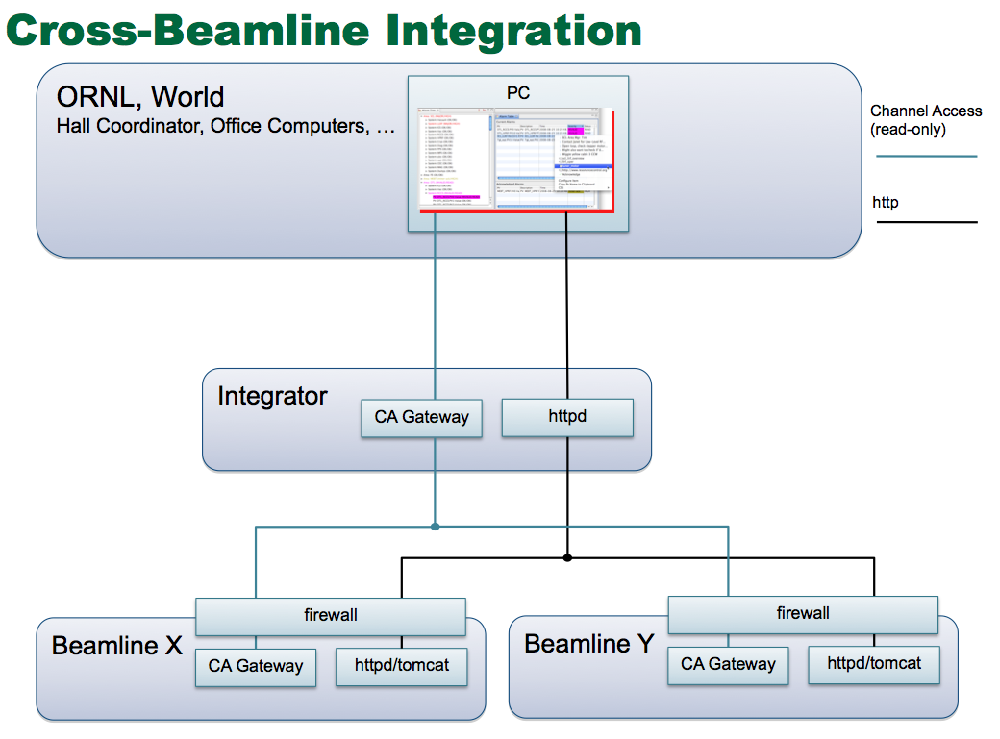 Cross-Beamline Integration
ORNL, World
Hall Coordinator, Office Computers, …
PC
Channel Access
(read-only)
http
Integrator
CA Gateway
httpd
firewall
Beamline X
CA Gateway
httpd/tomcat
firewall
Beamline Y
CA Gateway
httpd/tomcat